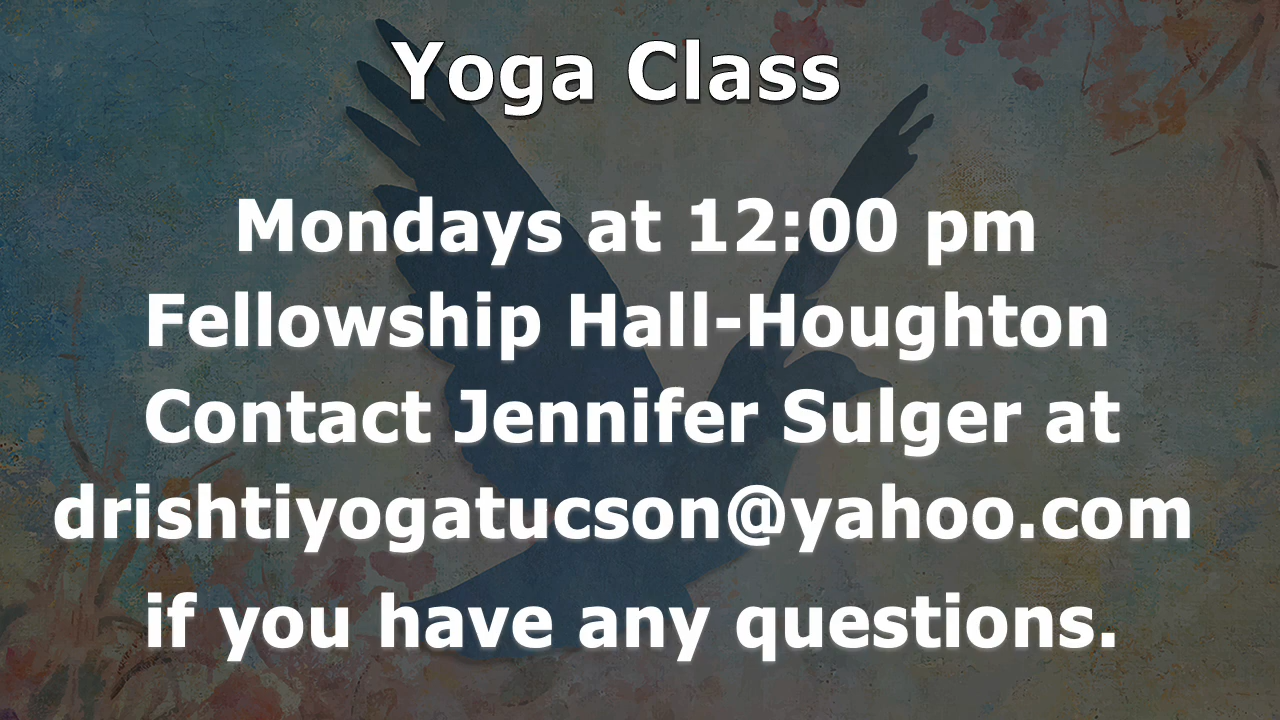 Yoga Class
Mondays at 12:00 pm
Fellowship Hall-Houghton
Contact Jennifer Sulger at
drishtiyogatucson@yahoo.com
if you have any questions.